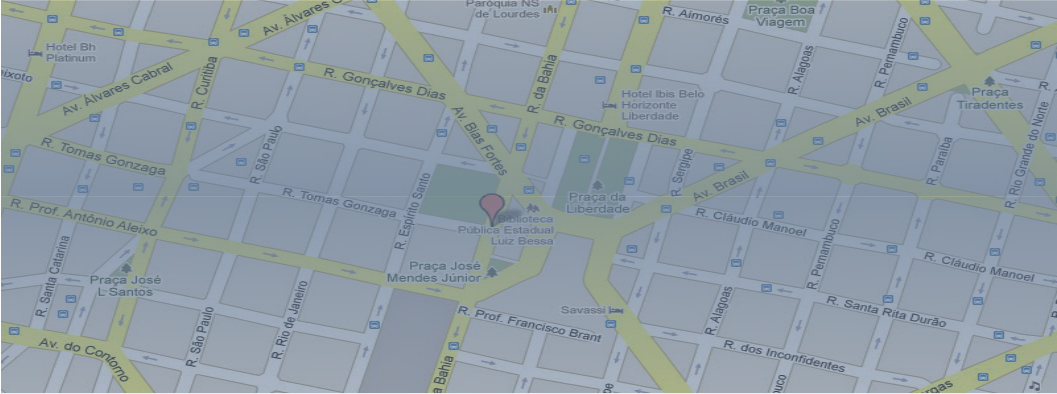 Paróquia NS
de Lourdes
Praça Boa
Viagem
R. Aimorés
Av. Álvares Cabral
Hotel Bh
Platinum
R. Curitiba
R. Gonçalves Dias
R. da Bahia
R. Alagoas
R. Pernambuco
Av. Álvares Cabral
Hotel Ibis Belo
Horizonte
Liberdade
Av. Brasil
Praça
Tiradentes
R. São Paulo
Av. Bias Fortes
R. Gonçalves Dias
R. Tomas Gonzaga
R. Sergipe
R. Paraíba
R. Rio Grande do Norte
R. Tomas Gonzaga
R. Espírito Santo
Praça da
Liberdade
Av. Brasil
R. Prof. Antônio Aleixo
Biblioteca
Pública Estadual
Luiz Bessa
R. Cláudio Manoel
R. Pernambuco
R. Cláudio Manoel
R. Santa Catarina
Praça José
L Santos
Praça José
Mendes Júnior
R. São Paulo
R. Rio de Janeiro
R. Prof. Francisco Brant
Savassi
R. Alagoas
R. Santa Rita Durão
Av. do Contorno
R. dos Inconfidentes
a Bahia